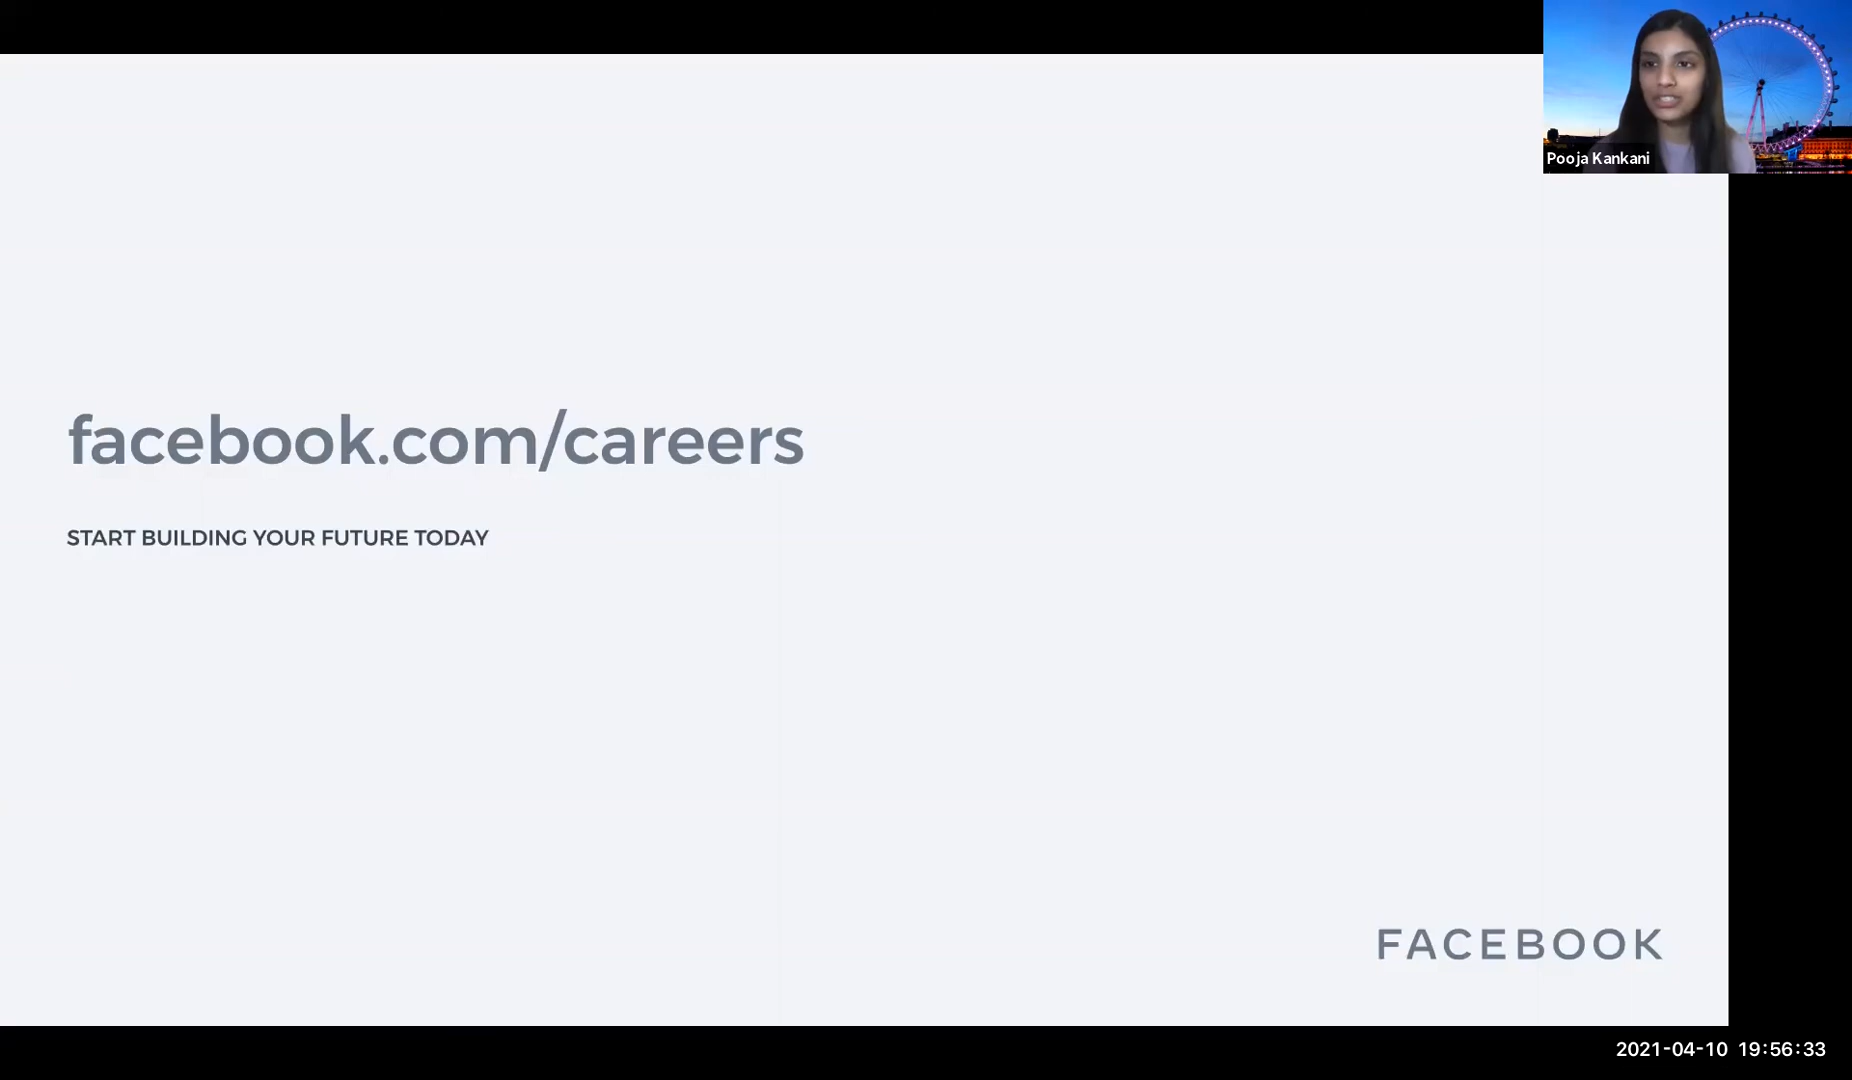 Pooja Kankani
facebook.com/careers
START BUILDING YOUR FUTURE TODAY
FACEBOOK
2021-04-10 19:56:33